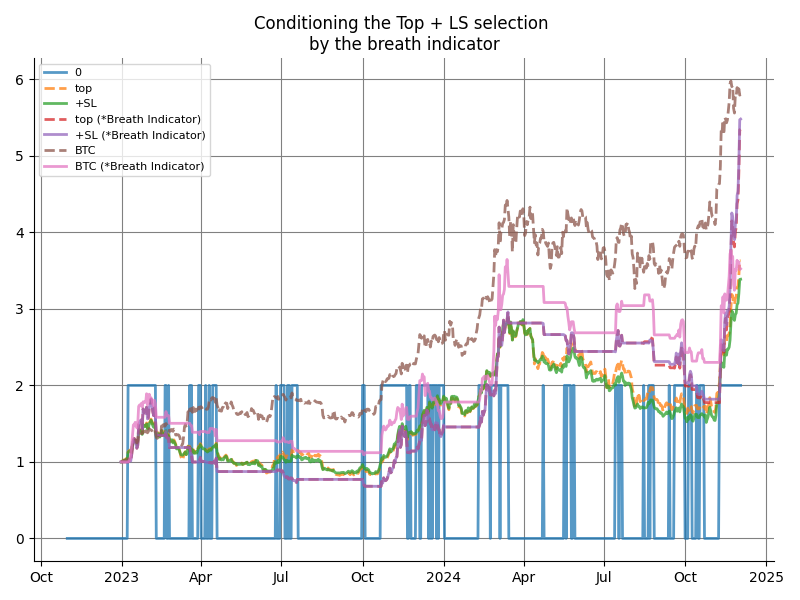 Conditioning the Top + LS selection
by the breath indicator
0
top
+SL
top (*Breath Indicator)
+SL (*Breath Indicator)
BTC
BTC (*Breath Indicator)
6
5
4
3
2
1
0
Oct
2023
Apr
Jul
Oct
2024
Apr
Jul
Oct
2025